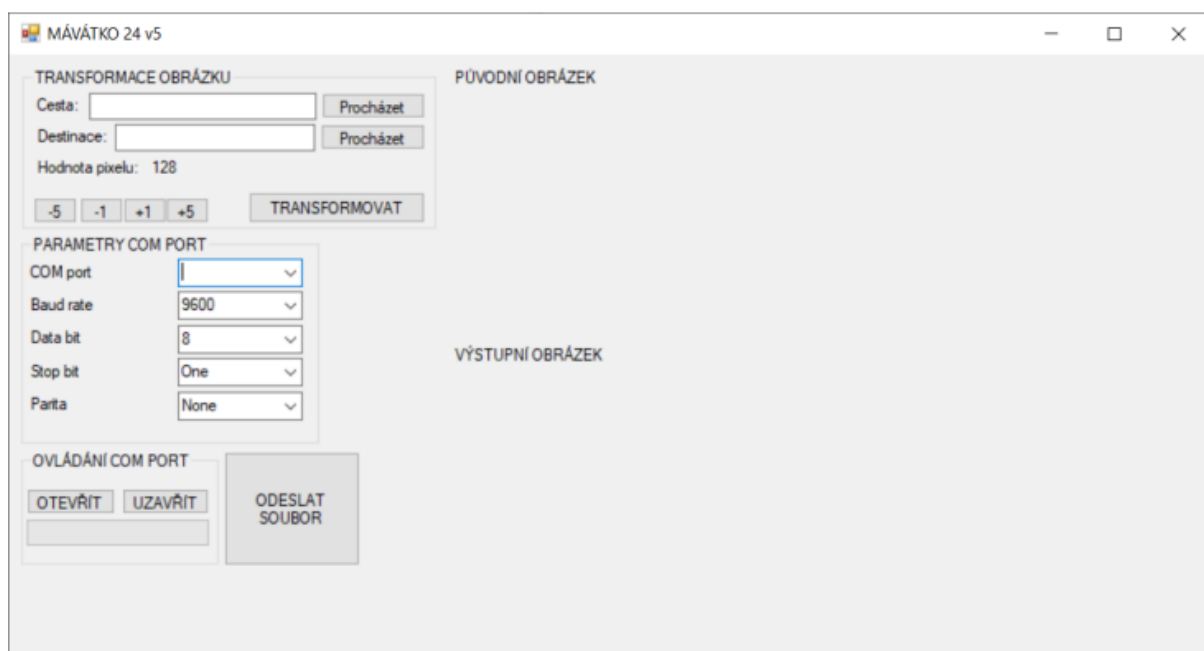 MÁVÁTKO 24 v5
TRANSFORMACE OBRÁZKU
Cesta:
Procházet
Destinace:
Procházet
Hodnota pixelu: 128
-5 -1 +1 +5
TRANSFORMOVAT
PARAMETRY COM PORT
COM port
Baud rate 9600
Data bit 8
Stop bit One
Parita None
OVLÁDÁNÍ COM PORT
OTEVŘÍT UZAVŘÍT
ODESLAT
SOUBOR
PŮVODNÍ OBRÁZEK
VÝSTUPNÍ OBRÁZEK